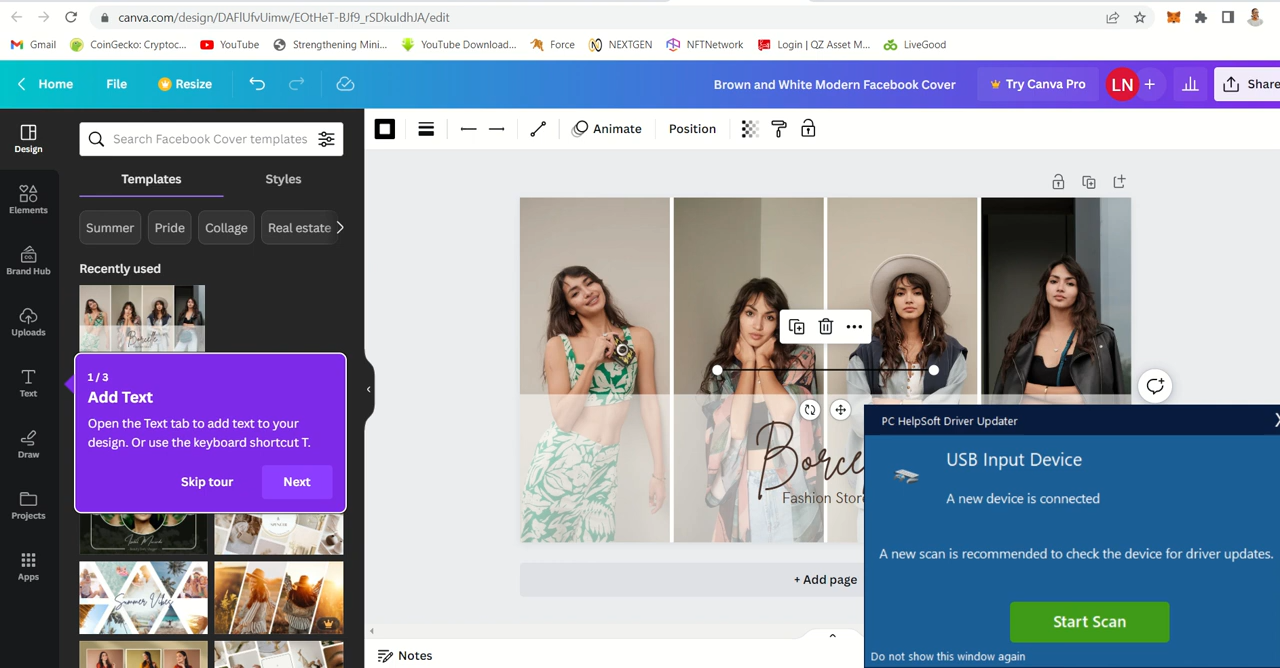 canva.com/design/DAFlUfvUimw/EOtHeT-BJf9_rSDkuIdhJA/edit
Gmail CoinGecko: Cryptoc... YouTube Strengthening Mini... YouTube Download... Force NEXTGEN NFTNetwork Login | QZ Asset M... LiveGood
Home File Resize Brown and White Modern Facebook Cover Try Canva Pro LN + Share
Animate Position
Design
Search Facebook Cover templates
Templates Styles
Elements
Summer Pride Collage Real estate
Brand Hub
Recently used
Uploads
Text
1 / 3
Add Text
Open the Text tab to add text to your
design. Or use the keyboard shortcut T.
Skip tour Next
Draw
Projects
Apps
Summer Vibes
Borce
Fashion Stor
+ Add page
Notes
PC HelpSoft Driver Updater
USB Input Device
A new device is connected
A new scan is recommended to check the device for driver updates.
Start Scan
Do not show this window again